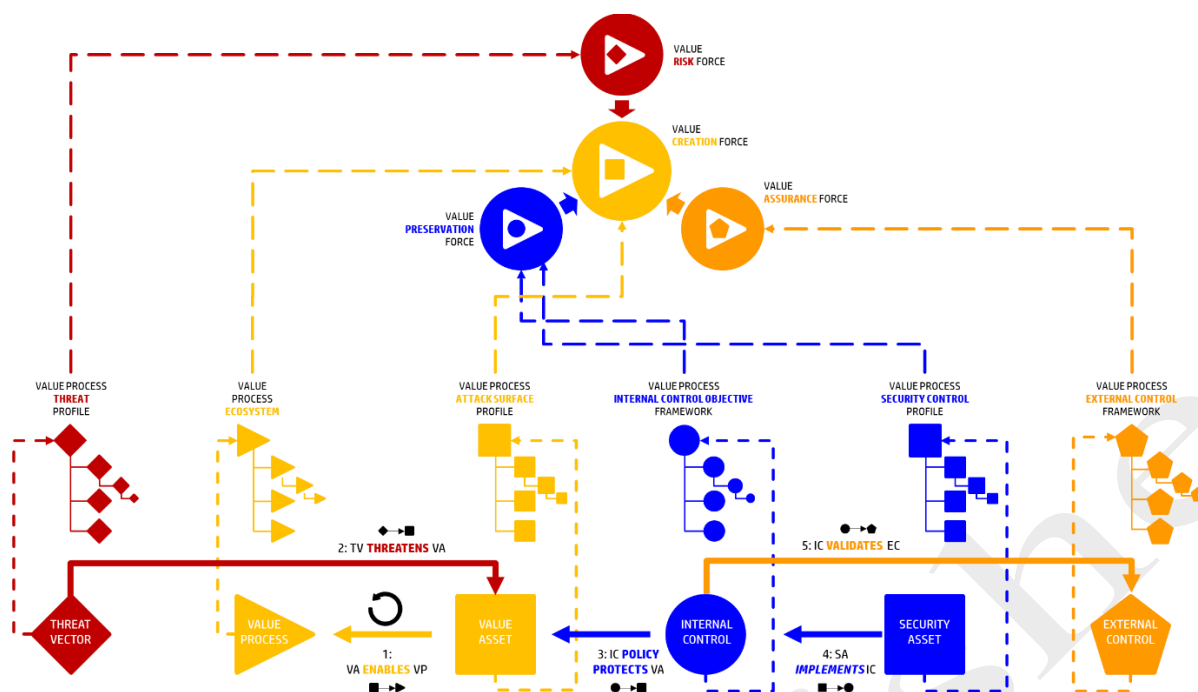 VALUE
RISK FORCE
VALUE
CREATION FORCE
VALUE
ASSURANCE FORCE
VALUE
PRESERVATION
FORCE
VALUE PROCESS
THREAT
PROFILE
VALUE
PROCESS
ECOSYSTEM
VALUE PROCESS
ATTACK SURFACE
PROFILE
VALUE PROCESS
INTERNAL CONTROL OBJECTIVE
FRAMEWORK
VALUE PROCESS
SECURITY CONTROL
PROFILE
VALUE PROCESS
EXTERNAL CONTROL
FRAMEWORK
2: TV THREATENS VA
5: IC VALIDATES EC
THREAT
VECTOR
VALUE
PROCESS
1:
VA ENABLES VP
VALUE
ASSET
3: IC POLICY
PROTECTS VA
INTERNAL
CONTROL
4: SA
IMPLEMENTS IC
SECURITY
ASSET
EXTERNAL
CONTROL